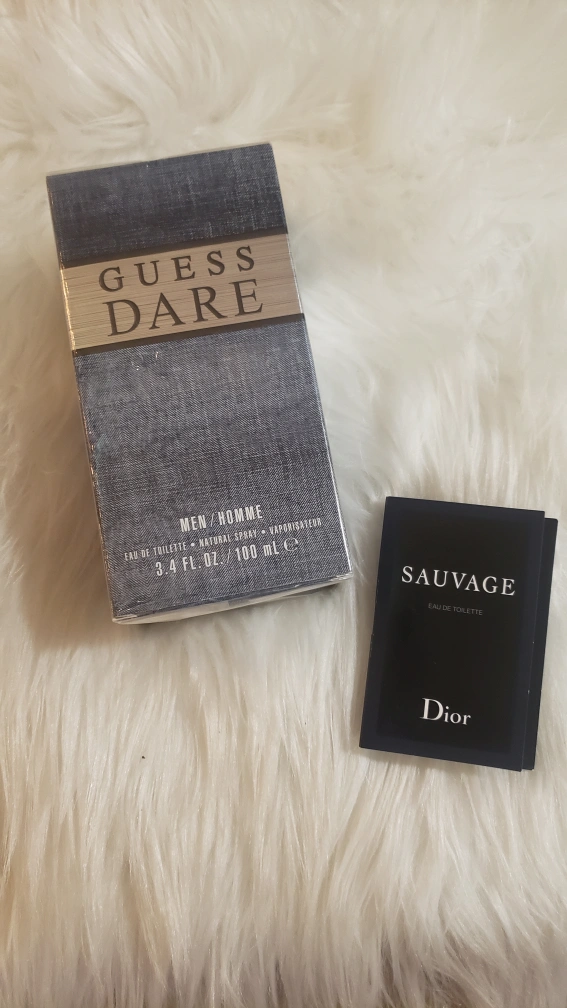 GUESS
DARE
MEN / HOMME
EAU DE TOILETTE • NATURAL SPRAY • VAPORISATEUR
3.4 FL. OZ. / 100 mL ℮
SAUVAGE
EAU DE TOILETTE
Dior